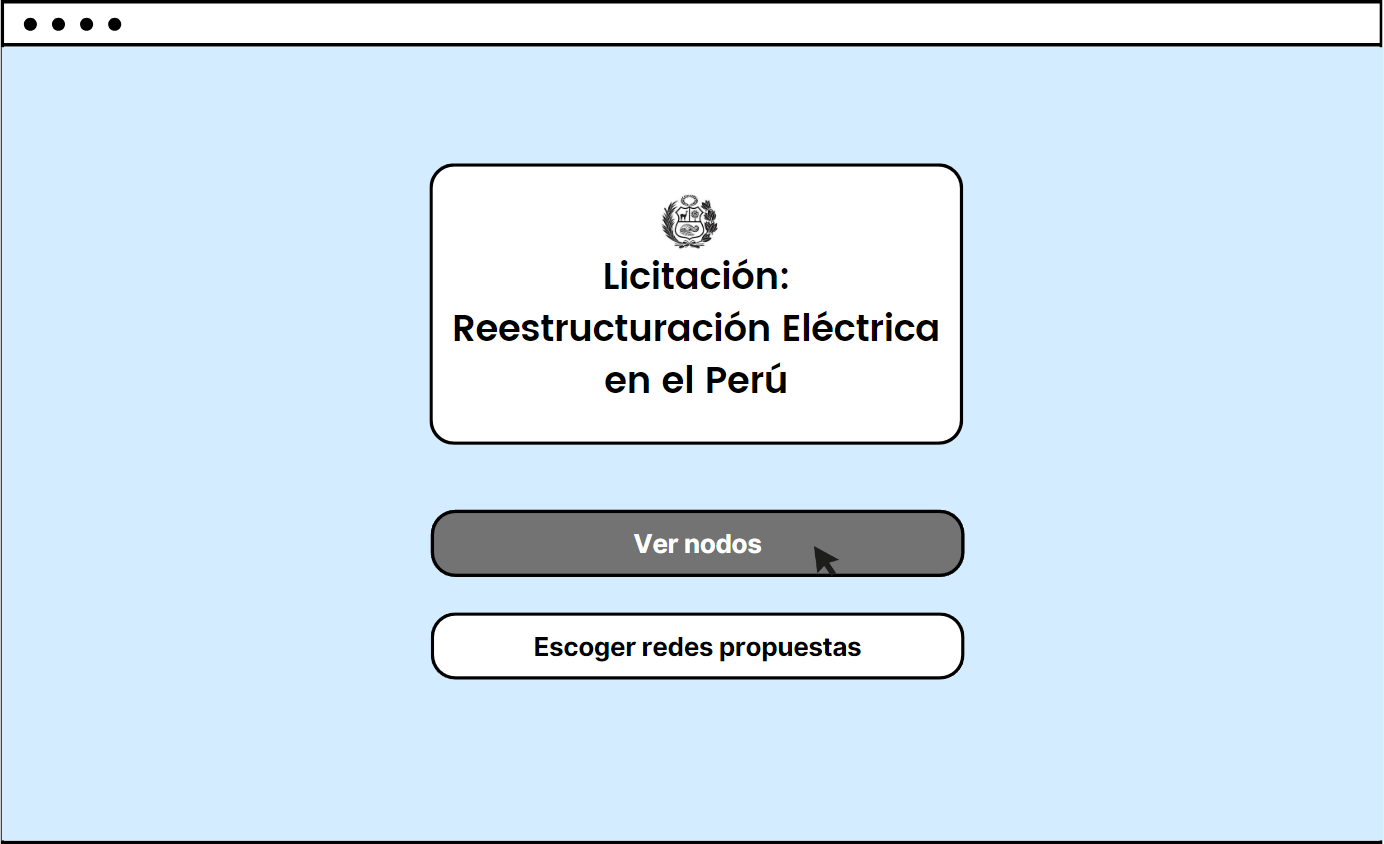 Licitación:
Reestructuración Eléctrica
en el Perú
Ver nodos
Escoger redes propuestas